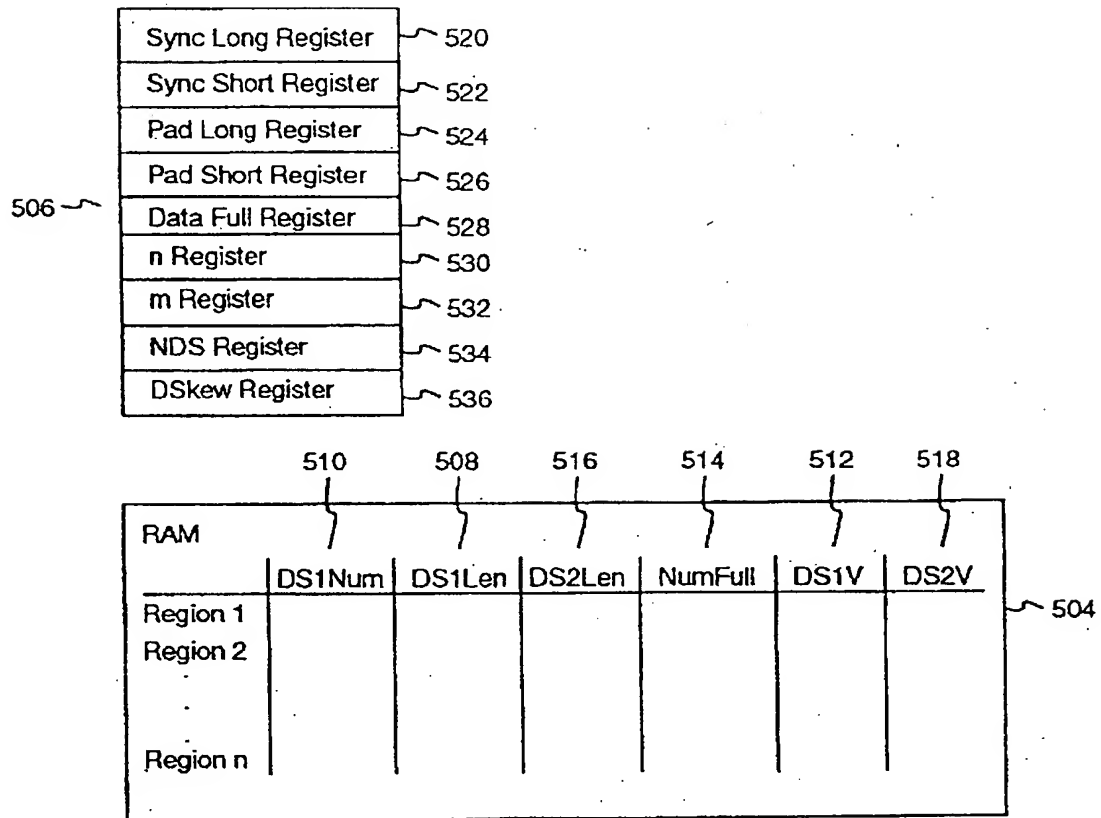 Sync Long Register 520
Sync Short Register 522
Pad Long Register 524
Pad Short Register 526
506
Data Full Register 528
n Register 530
m Register 532
NDS Register 534
DSkew Register 536
510 508 516 514 512 518
RAM
DS1Num DS1Len DS2Len NumFull DS1V DS2V
Region 1
504
Region 2
Region n